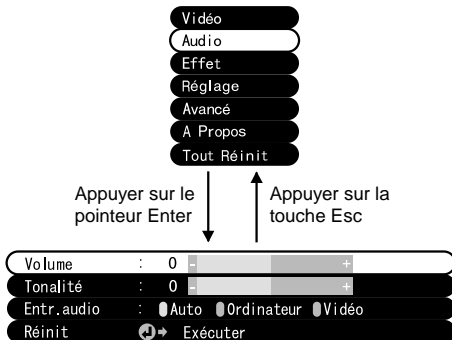 Vidéo
Audio
Effet
Réglage
Avancé
A Propos
Tout Réinit
Appuyer sur le
pointeur Enter
Appuyer sur la
touche Esc
Volume : 0 - +
Tonalité : 0 - +
Entr.audio : Auto Ordinateur Vidéo
Réinit Exécuter